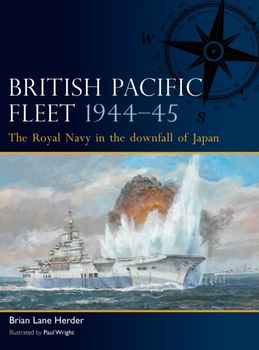 W
S
BRITISH PACIFIC
FLEET 1944–45
The Royal Navy in the downfall of Japan
Brian Lane Herder
Illustrated by Paul Wright